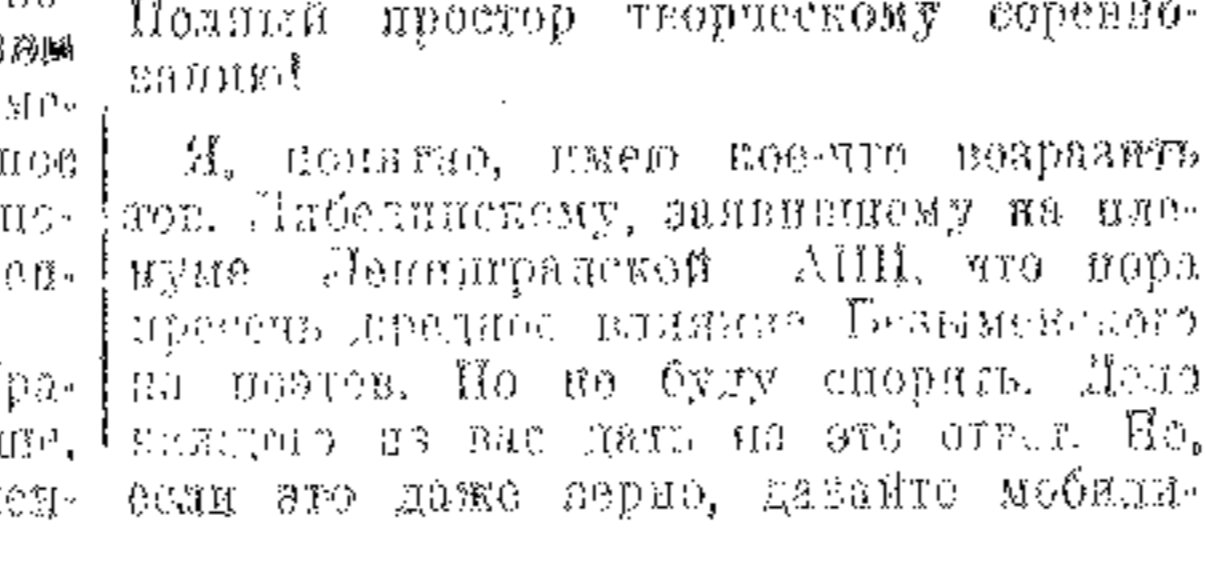 Полный простор творческому соревно-
ванию!
Я, понятно, имею кое-что возразить
тов. Либединскому, заявившему на пле-
нуме Ленинградской АПП, что пора
пресечь вредное влияние Безыменского
на поэтов. Но не буду спорить. Дело
каждого из вас дать на это ответ. Но,
если это даже верно, давайте мобили-